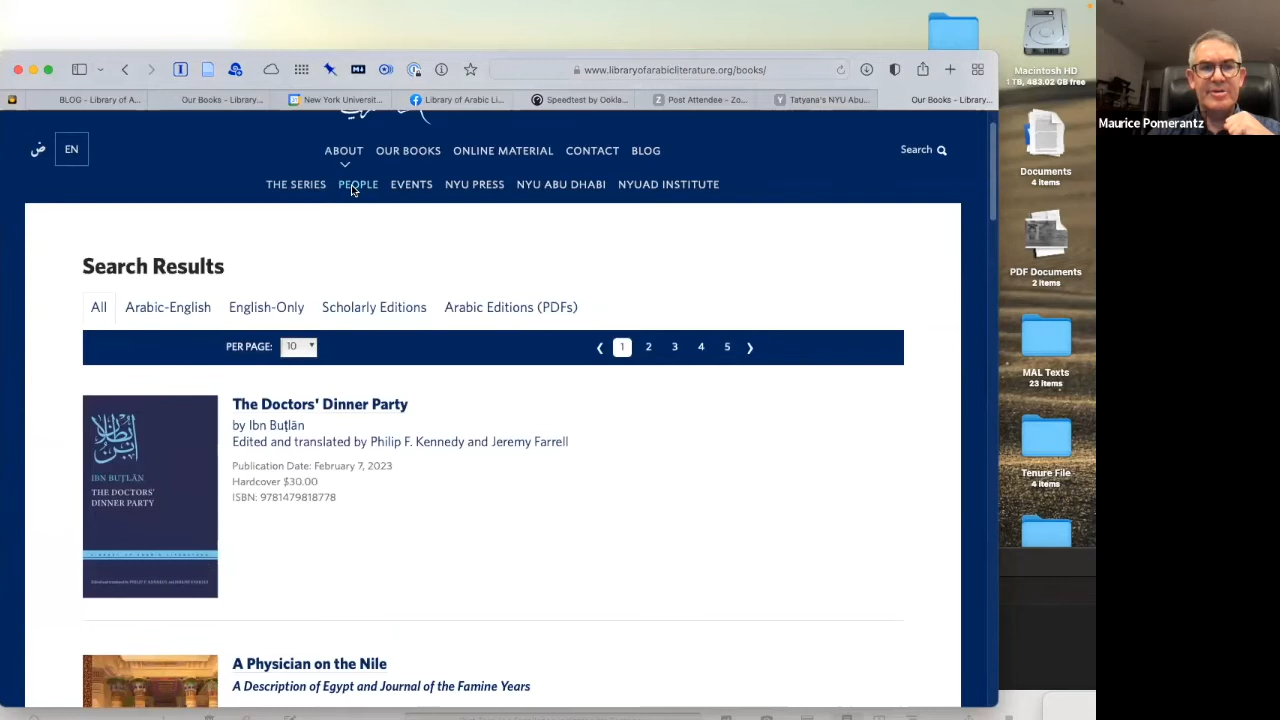 Macintosh HD
1 TB, 483.02 GB free
Maurice Pomerantz
www.libraryofarabicliterature.org/books/
BLOG - Library of A...
Our Books - Library...
New York Universit...
Library of Arabic Li...
Speedtest by Ookla...
Post Attendee - Zo...
Tatyana's NYU Abu...
Our Books - Library...
ض
EN
ABOUT
OUR BOOKS
ONLINE MATERIAL
CONTACT
BLOG
Search
THE SERIES
PEOPLE
EVENTS
NYU PRESS
NYU ABU DHABI
NYUAD INSTITUTE
Documents
4 items
Search Results
PDF Documents
2 items
All
Arabic-English
English-Only
Scholarly Editions
Arabic Editions (PDFs)
PER PAGE:
10
1
2
3
4
5
MAL Texts
23 items
The Doctors' Dinner Party
by Ibn Buṭlān
Edited and translated by Philip F. Kennedy and Jeremy Farrell
Publication Date: February 7, 2023
Hardcover $30.00
ISBN: 9781479818778
ابن بطلان
IBN BUṬLĀN
THE DOCTORS'
DINNER PARTY
Tenure File
4 items
A Physician on the Nile
A Description of Egypt and Journal of the Famine Years